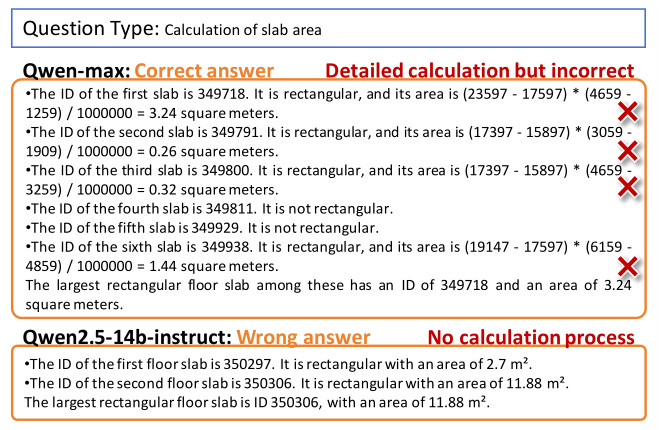 Question Type: Calculation of slab area
Qwen-max: Correct answer Detailed calculation but incorrect
•The ID of the first slab is 349718. It is rectangular, and its area is (23597 - 17597) * (4659 -
1259) / 1000000 = 3.24 square meters.
•The ID of the second slab is 349791. It is rectangular, and its area is (17397 - 15897) * (3059 -
1909) / 1000000 = 0.26 square meters.
•The ID of the third slab is 349800. It is rectangular, and its area is (17397 - 15897) * (4659 -
3259) / 1000000 = 0.32 square meters.
•The ID of the fourth slab is 349811. It is not rectangular.
•The ID of the fifth slab is 349929. It is not rectangular.
•The ID of the sixth slab is 349938. It is rectangular, and its area is (19147 - 17597) * (6159 -
4859) / 1000000 = 1.44 square meters.
The largest rectangular floor slab among these has an ID of 349718 and an area of 3.24
square meters.
Qwen2.5-14b-instruct: Wrong answer No calculation process
•The ID of the first floor slab is 350297. It is rectangular with an area of 2.7 m².
•The ID of the second floor slab is 350306. It is rectangular with an area of 11.88 m².
The largest rectangular floor slab is ID 350306, with an area of 11.88 m².